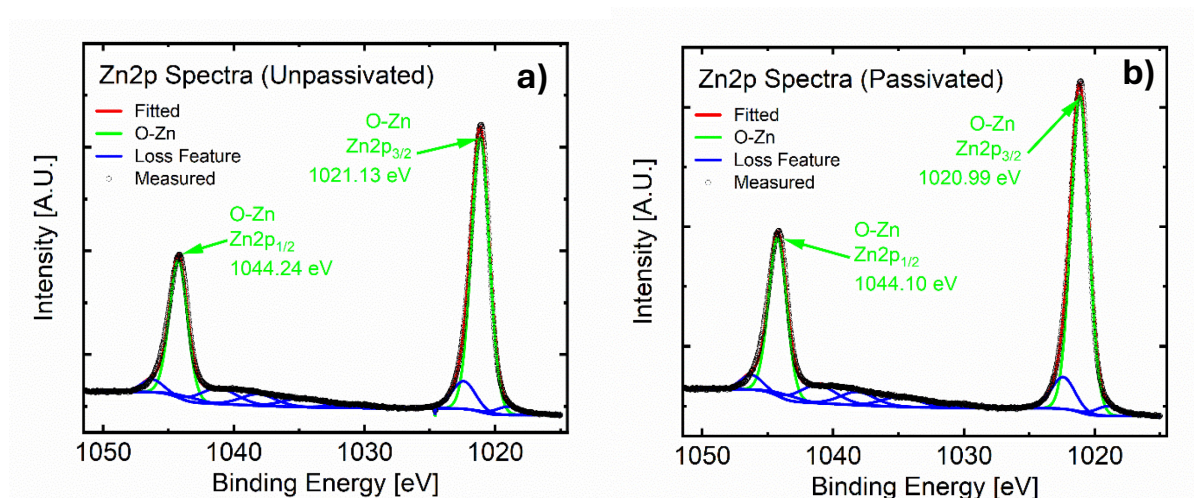 Zn2p Spectra (Unpassivated)
a)
Fitted
O-Zn
Loss Feature
Measured
O-Zn
Zn2p3/2
1021.13 eV
O-Zn
Zn2p1/2
1044.24 eV
Intensity [A.U.]
1050
1040
1030
1020
Binding Energy [eV]
Zn2p Spectra (Passivated)
b)
Fitted
O-Zn
Loss Feature
Measured
O-Zn
Zn2p3/2
1020.99 eV
O-Zn
Zn2p1/2
1044.10 eV
Intensity [A.U.]
1050
1040
1030
1020
Binding Energy [eV]